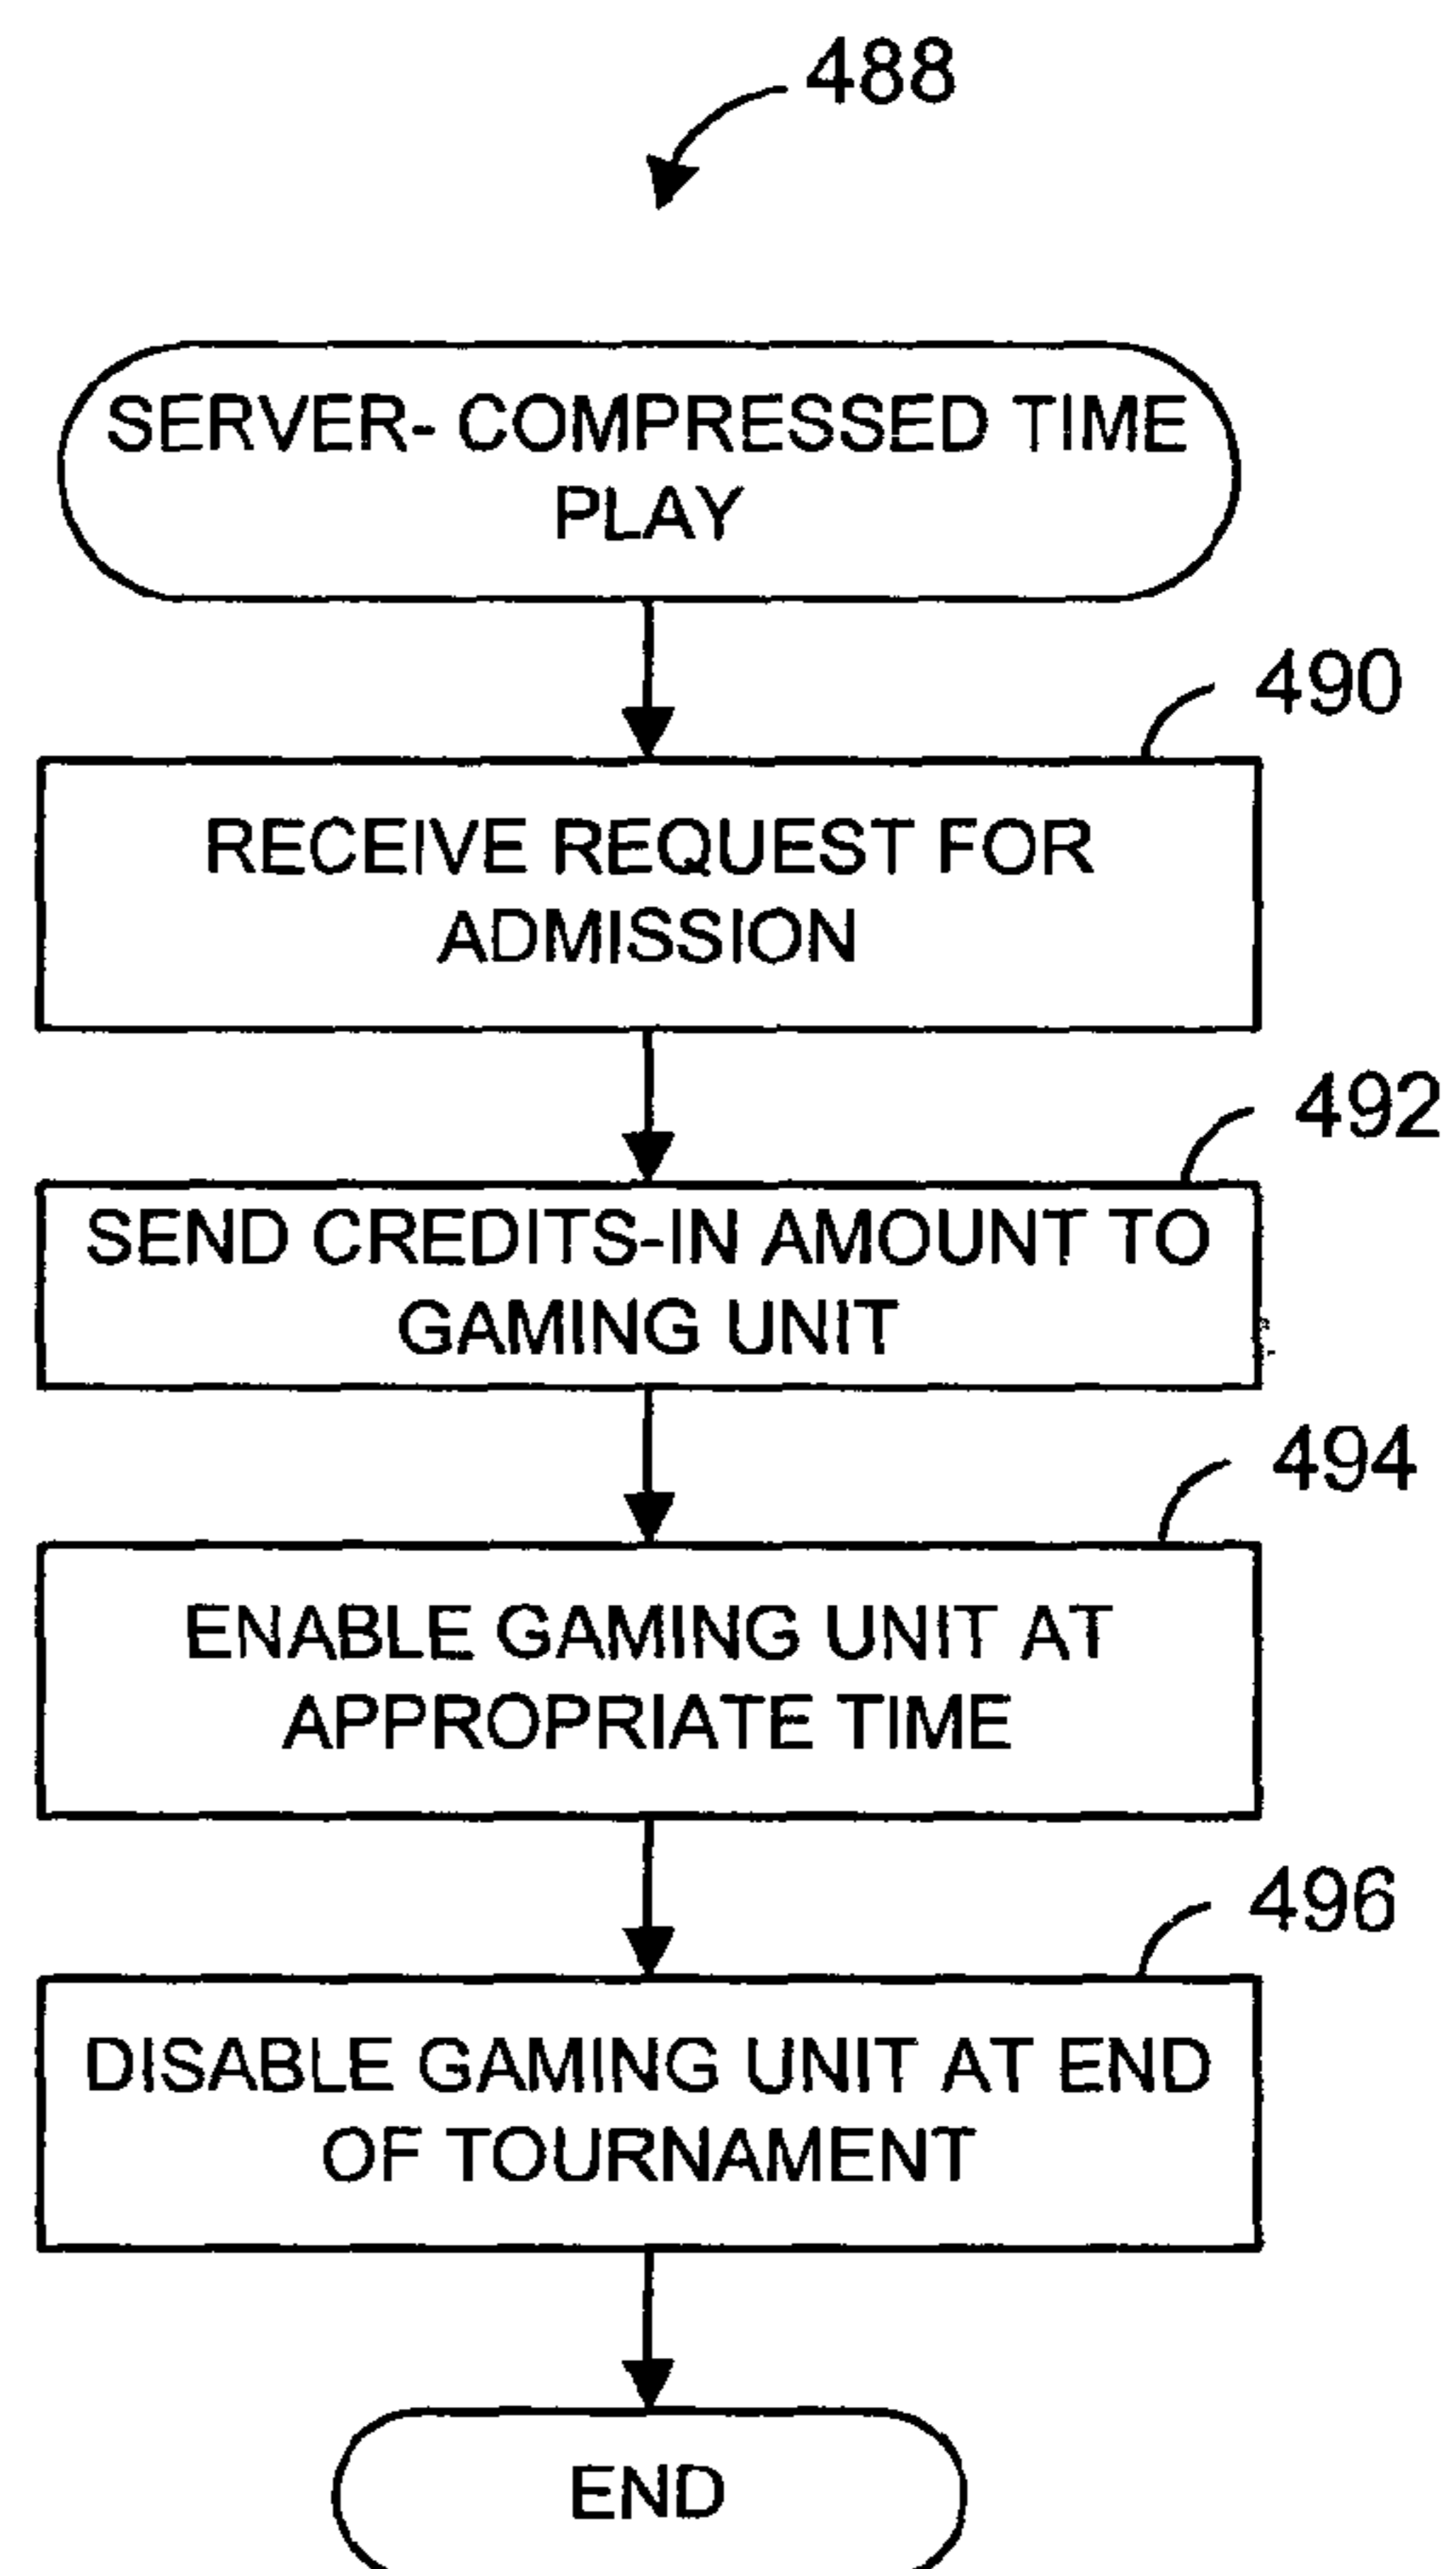 488
SERVER- COMPRESSED TIME
PLAY
490
RECEIVE REQUEST FOR
ADMISSION
492
SEND CREDITS-IN AMOUNT TO
GAMING UNIT
494
ENABLE GAMING UNIT AT
APPROPRIATE TIME
496
DISABLE GAMING UNIT AT END
OF TOURNAMENT
END